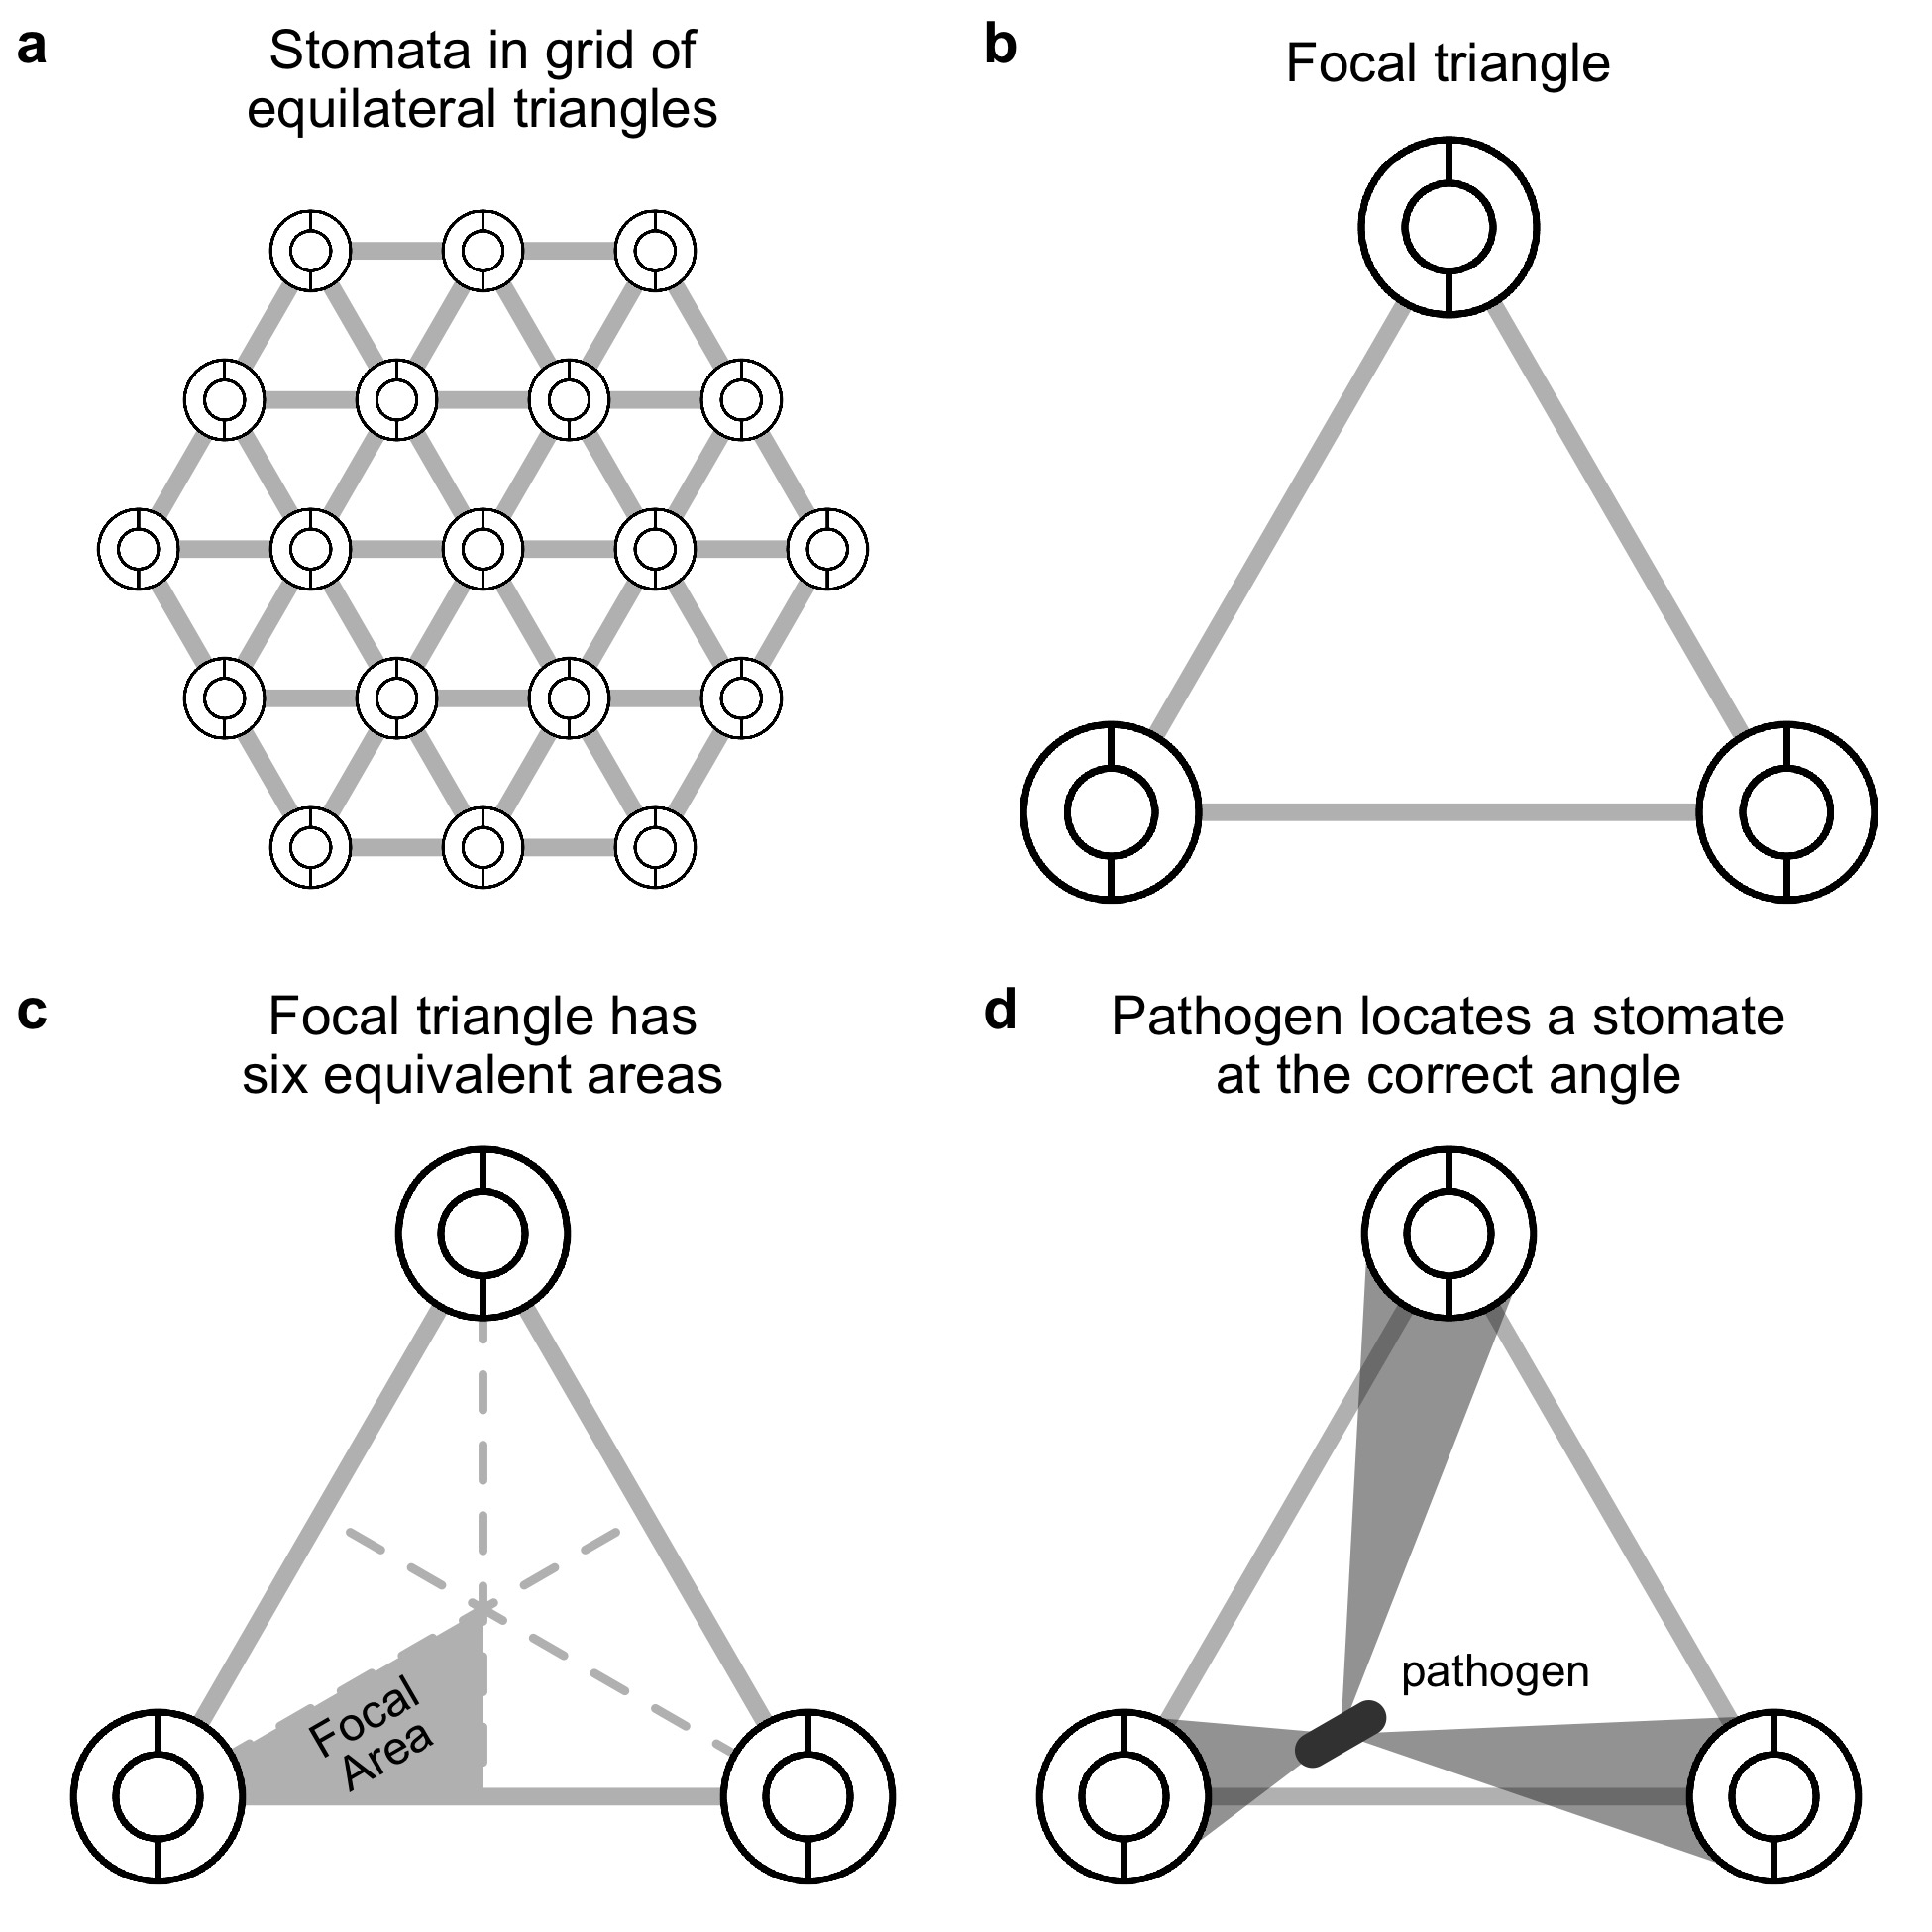 a
Stomata in grid of
equilateral triangles
b
Focal triangle
c
Focal triangle has
six equivalent areas
Focal
Area
d
Pathogen locates a stomate
at the correct angle
pathogen